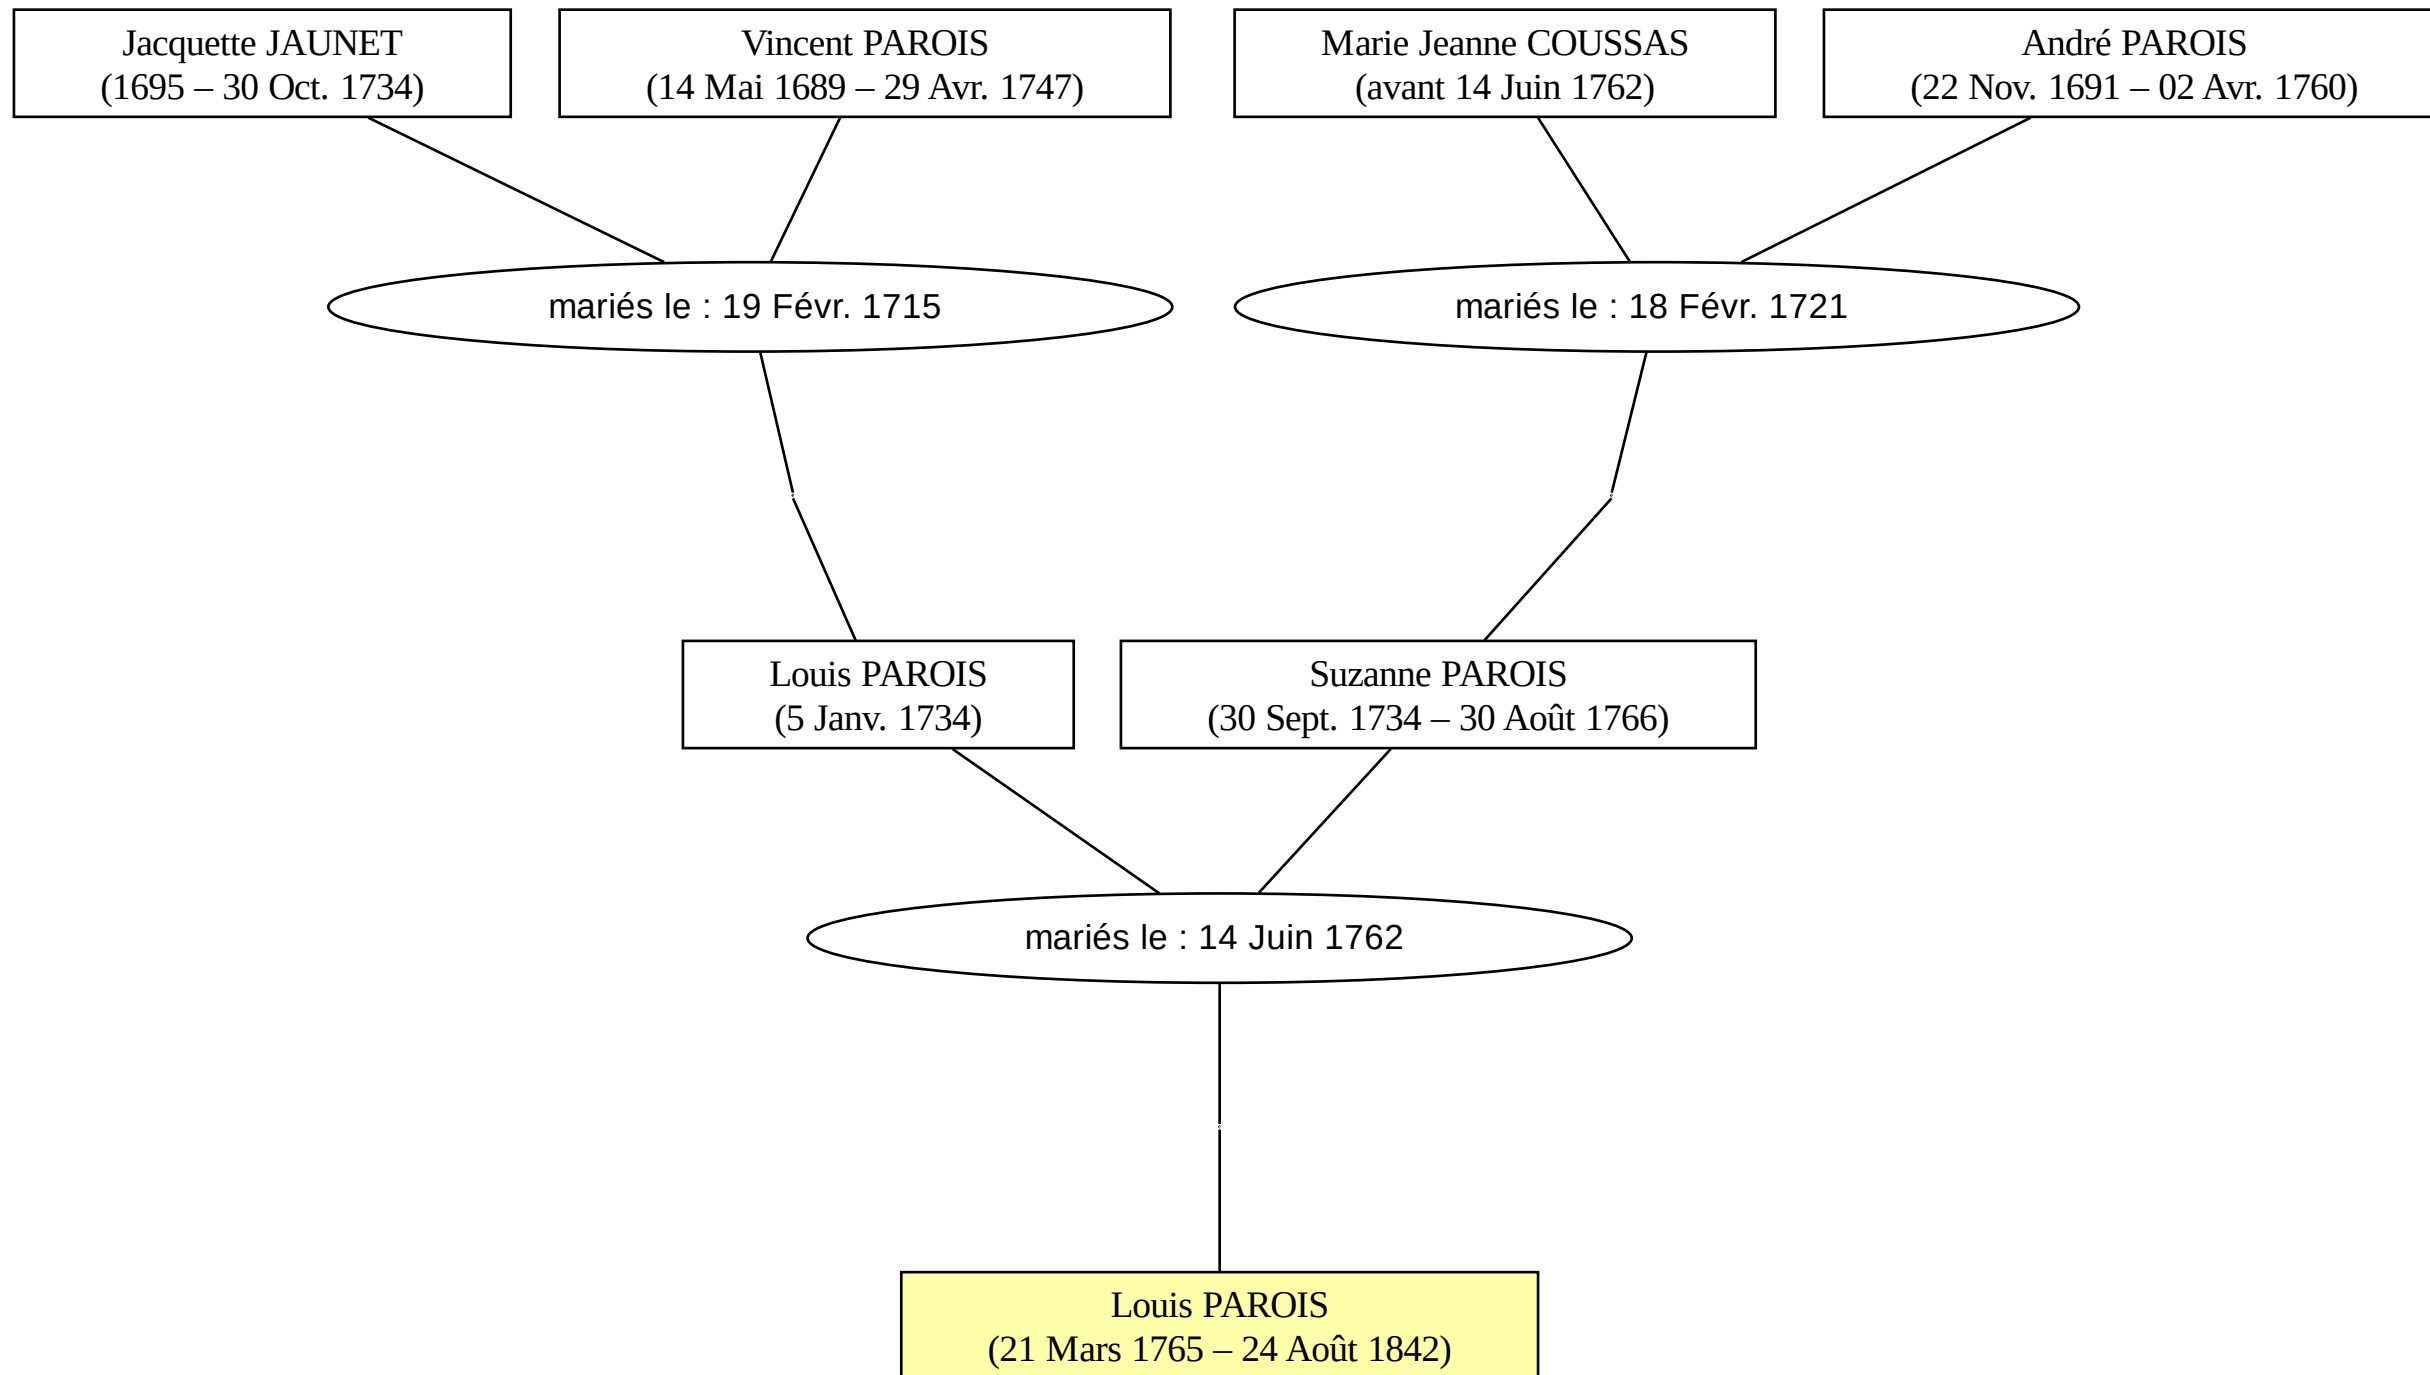 Jacquette JAUNET
(1695 – 30 Oct. 1734)
Vincent PAROIS
(14 Mai 1689 – 29 Avr. 1747)
Marie Jeanne COUSSAS
(avant 14 Juin 1762)
André PAROIS
(22 Nov. 1691 – 02 Avr. 1760)
mariés le : 19 Févr. 1715
mariés le : 18 Févr. 1721
Louis PAROIS
(5 Janv. 1734)
Suzanne PAROIS
(30 Sept. 1734 – 30 Août 1766)
mariés le : 14 Juin 1762
Louis PAROIS
(21 Mars 1765 – 24 Août 1842)